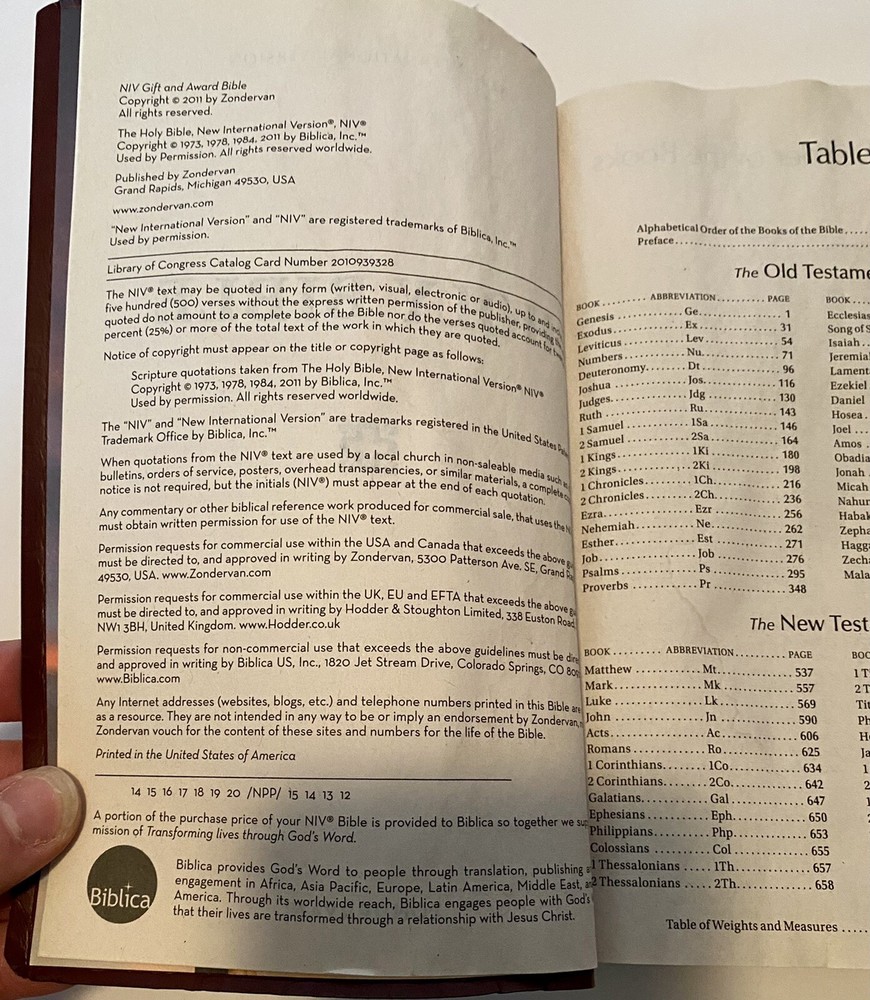 NIV Gift and Award Bible
Copyright © 2011 by Zondervan
All rights reserved.
The Holy Bible, New International Version®, NIV®
Copyright © 1973, 1978, 1984, 2011 by Biblica, Inc.™
Used by Permission. All rights reserved worldwide.
Published by Zondervan
Grand Rapids, Michigan 49530, USA
www.zondervan.com
“New International Version” and “NIV” are registered trademarks of Biblica, Inc.™
Used by permission.
Library of Congress Catalog Card Number 2010939328
The NIV® text may be quoted in any form (written, visual, electronic or audio), up to and
five hundred (500) verses without the express written permission of the publisher, providing
quoted do not amount to a complete book of the Bible nor do the verses quoted account for
percent (25%) or more of the total text of the work in which they are quoted.
Notice of copyright must appear on the title or copyright page as follows:
Scripture quotations taken from The Holy Bible, New International Version® NIV®
Copyright © 1973, 1978, 1984, 2011 by Biblica, Inc.™
Used by permission. All rights reserved worldwide.
The “NIV” and “New International Version” are trademarks registered in the United States
Trademark Office by Biblica, Inc.™
When quotations from the NIV® text are used by a local church in non-saleable media such
bulletins, orders of service, posters, overhead transparencies, or similar materials, a complete
notice is not required, but the initials (NIV®) must appear at the end of each quotation.
Any commentary or other biblical reference work produced for commercial sale, that uses the
must obtain written permission for use of the NIV® text.
Permission requests for commercial use within the USA and Canada that exceeds the above
must be directed to, and approved in writing by Zondervan, 5300 Patterson Ave. SE, Grand
49530, USA. www.Zondervan.com
Permission requests for commercial use within the UK, EU and EFTA that exceeds the above
must be directed to, and approved in writing by Hodder & Stoughton Limited, 338 Euston Road,
NW1 3BH, United Kingdom. www.Hodder.co.uk
Permission requests for non-commercial use that exceeds the above guidelines must be
and approved in writing by Biblica US, Inc., 1820 Jet Stream Drive, Colorado Springs, CO
www.Biblica.com
Any Internet addresses (websites, blogs, etc.) and telephone numbers printed in this Bible are
as a resource. They are not intended in any way to be or imply an endorsement by Zondervan,
Zondervan vouch for the content of these sites and numbers for the life of the Bible.
Printed in the United States of America
14 15 16 17 18 19 20 /NPP/ 15 14 13 12
A portion of the purchase price of your NIV® Bible is provided to Biblica so together we
mission of Transforming lives through God’s Word.
Biblica
Biblica provides God’s Word to people through translation, publishing
engagement in Africa, Asia Pacific, Europe, Latin America, Middle East,
America. Through its worldwide reach, Biblica engages people with God’s
that their lives are transformed through a relationship with Jesus Christ.
Table
Alphabetical Order of the Books of the Bible.....
Preface........................
The Old Testame
BOOK ........ ABBREVIATION .......... PAGE
Genesis ............ Ge. ............ 1
Exodus ............ Ex ............ 31
Leviticus ............ Lev ............ 54
Numbers ............ Nu. ............ 71
Deuteronomy ............ Dt ............ 96
Joshua ............ Jos. ............ 116
Judges ............ Jdg ............ 130
Ruth ............ Ru. ............ 143
1 Samuel ............ 1Sa ............ 146
2 Samuel ............ 2Sa ............ 164
1 Kings ............ 1Ki ............ 180
2 Kings ............ 2Ki ............ 198
1 Chronicles ............ 1Ch. ............ 216
2 Chronicles ............ 2Ch. ............ 236
Ezra ............ Ezr ............ 256
Nehemiah ............ Ne. ............ 262
Esther ............ Est ............ 271
Job ............ Job ............ 276
Psalms ............ Ps ............ 295
Proverbs ............ Pr ............ 348
BOOK
Ecclesias
Song of S
Isaiah
Jeremia
Lament
Ezekiel
Daniel
Hosea
Joel
Amos
Obadia
Jonah
Micah
Nahum
Habak
Zepha
Hagg
Zech
Mala
The New Test
BOOK ........ ABBREVIATION .......... PAGE
Matthew ............ Mt. ............ 537
Mark ............ Mk ............ 557
Luke ............ Lk ............ 569
John ............ Jn ............ 590
Acts ............ Ac ............ 606
Romans ............ Ro ............ 625
1 Corinthians ............ 1Co ............ 634
2 Corinthians ............ 2Co. ............ 642
Galatians ............ Gal ............ 647
Ephesians ............ Eph. ............ 650
Philippians ............ Php. ............ 653
Colossians ............ Col ............ 655
1 Thessalonians ..... 1Th ............ 657
2 Thessalonians ..... 2Th ............ 658
BOO
1 T
2 T
Tit
Ph
H
Ja
1
2
Table of Weights and Measures .....